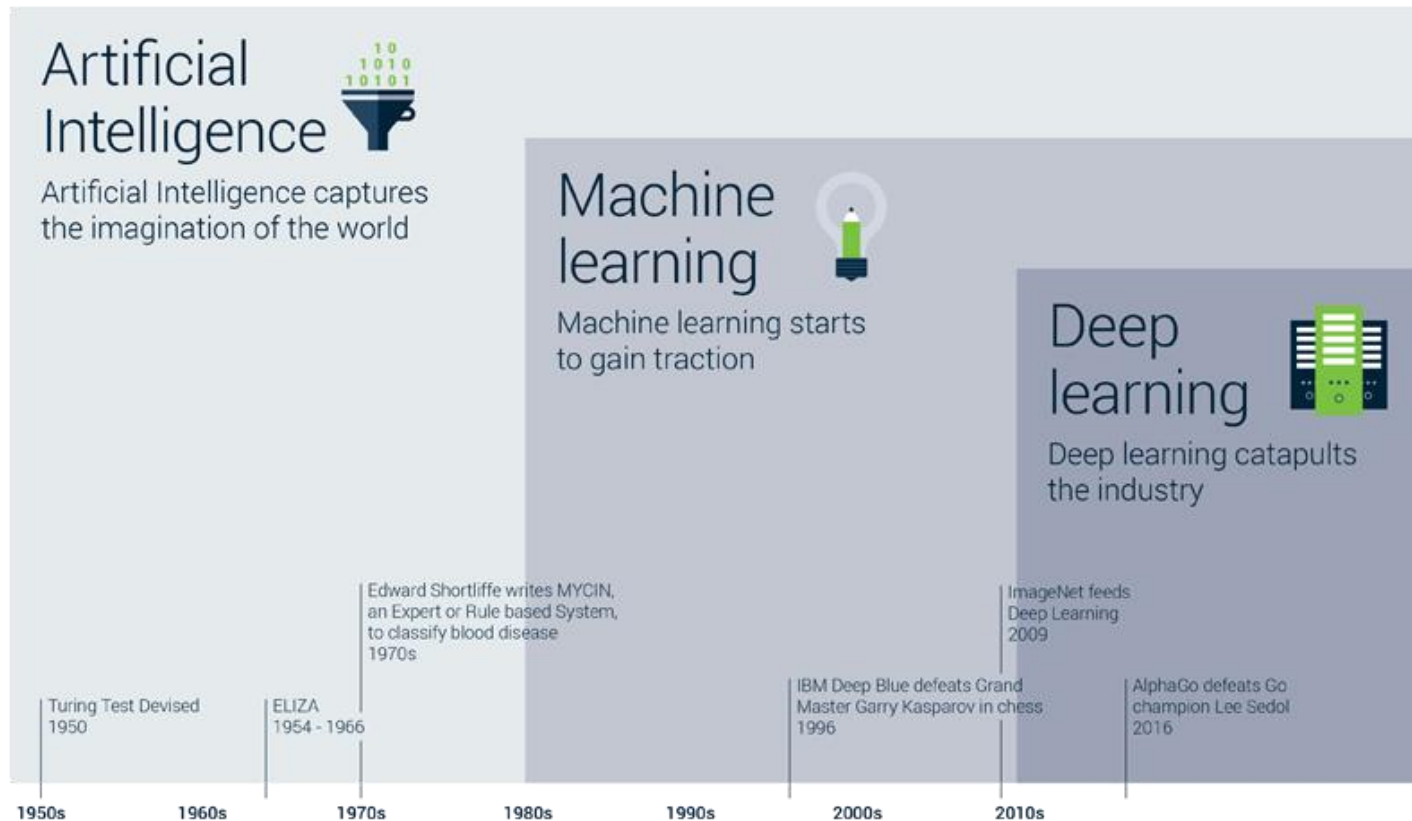 Artificial
Intelligence
10
1010
10101
Artificial Intelligence captures
the imagination of the world
Machine
learning
Machine learning starts
to gain traction
Deep
learning
Deep learning catapults
the industry
Edward Shortliffe writes MYCIN,
an Expert or Rule based System,
to classify blood disease
1970s
ImageNet feeds
Deep Learning
2009
Turing Test Devised
1950
ELIZA
1954 - 1966
IBM Deep Blue defeats Grand
Master Garry Kasparov in chess
1996
AlphaGo defeats Go
champion Lee Sedol
2016
1950s 1960s 1970s 1980s 1990s 2000s 2010s